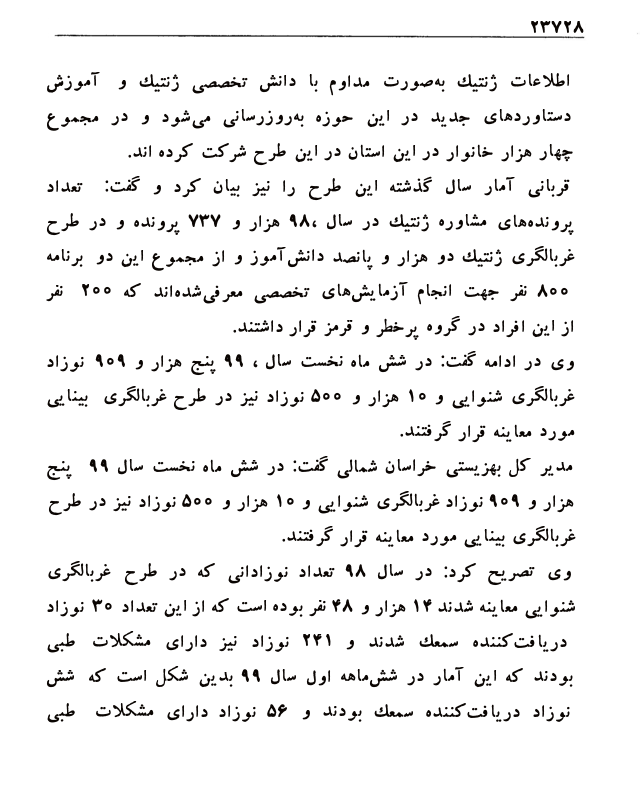 ۲۳۷۲۸
اطلاعات ژنتیك به‌صورت مداوم با دانش تخصصی ژنتیك و آموزش
دستاوردهای جدید در این حوزه به‌روزرسانی می‌شود و در مجموع
چهار هزار خانوار در این استان در این طرح شرکت کرده اند.
قربانی آمار سال گذشته این طرح را نیز بیان کرد و گفت: تعداد
پرونده‌های مشاوره ژنتیك در سال ،۹۸ هزار و ۷۳۷ پرونده و در طرح
غربالگری ژنتیك دو هزار و پانصد دانش‌آموز و از مجموع این دو برنامه
۸۰۰ نفر جهت انجام آزمایش‌های تخصصی معرفی‌شده‌اند که ۲۰۰ نفر
از این افراد در گروه پرخطر و قرمز قرار داشتند.
وی در ادامه گفت: در شش ماه نخست سال ، ۹۹ پنج هزار و ۹۰۹ نوزاد
غربالگری شنوایی و ۱۰ هزار و ۵۰۰ نوزاد نیز در طرح غربالگری بینایی
مورد معاینه قرار گرفتند.
مدیر کل بهزیستی خراسان شمالی گفت: در شش ماه نخست سال ۹۹ پنج
هزار و ۹۰۹ نوزاد غربالگری شنوایی و ۱۰ هزار و ۵۰۰ نوزاد نیز در طرح
غربالگری بینایی مورد معاینه قرار گرفتند.
وی تصریح کرد: در سال ۹۸ تعداد نوزادانی که در طرح غربالگری
شنوایی معاینه شدند ۱۴ هزار و ۴۸ نفر بوده است که از این تعداد ۳۰ نوزاد
دریافت‌کننده سمعك شدند و ۲۴۱ نوزاد نیز دارای مشکلات طبی
بودند که این آمار در شش‌ماهه اول سال ۹۹ بدین شکل است که شش
نوزاد دریافت‌کننده سمعك بودند و ۵۶ نوزاد دارای مشکلات طبی